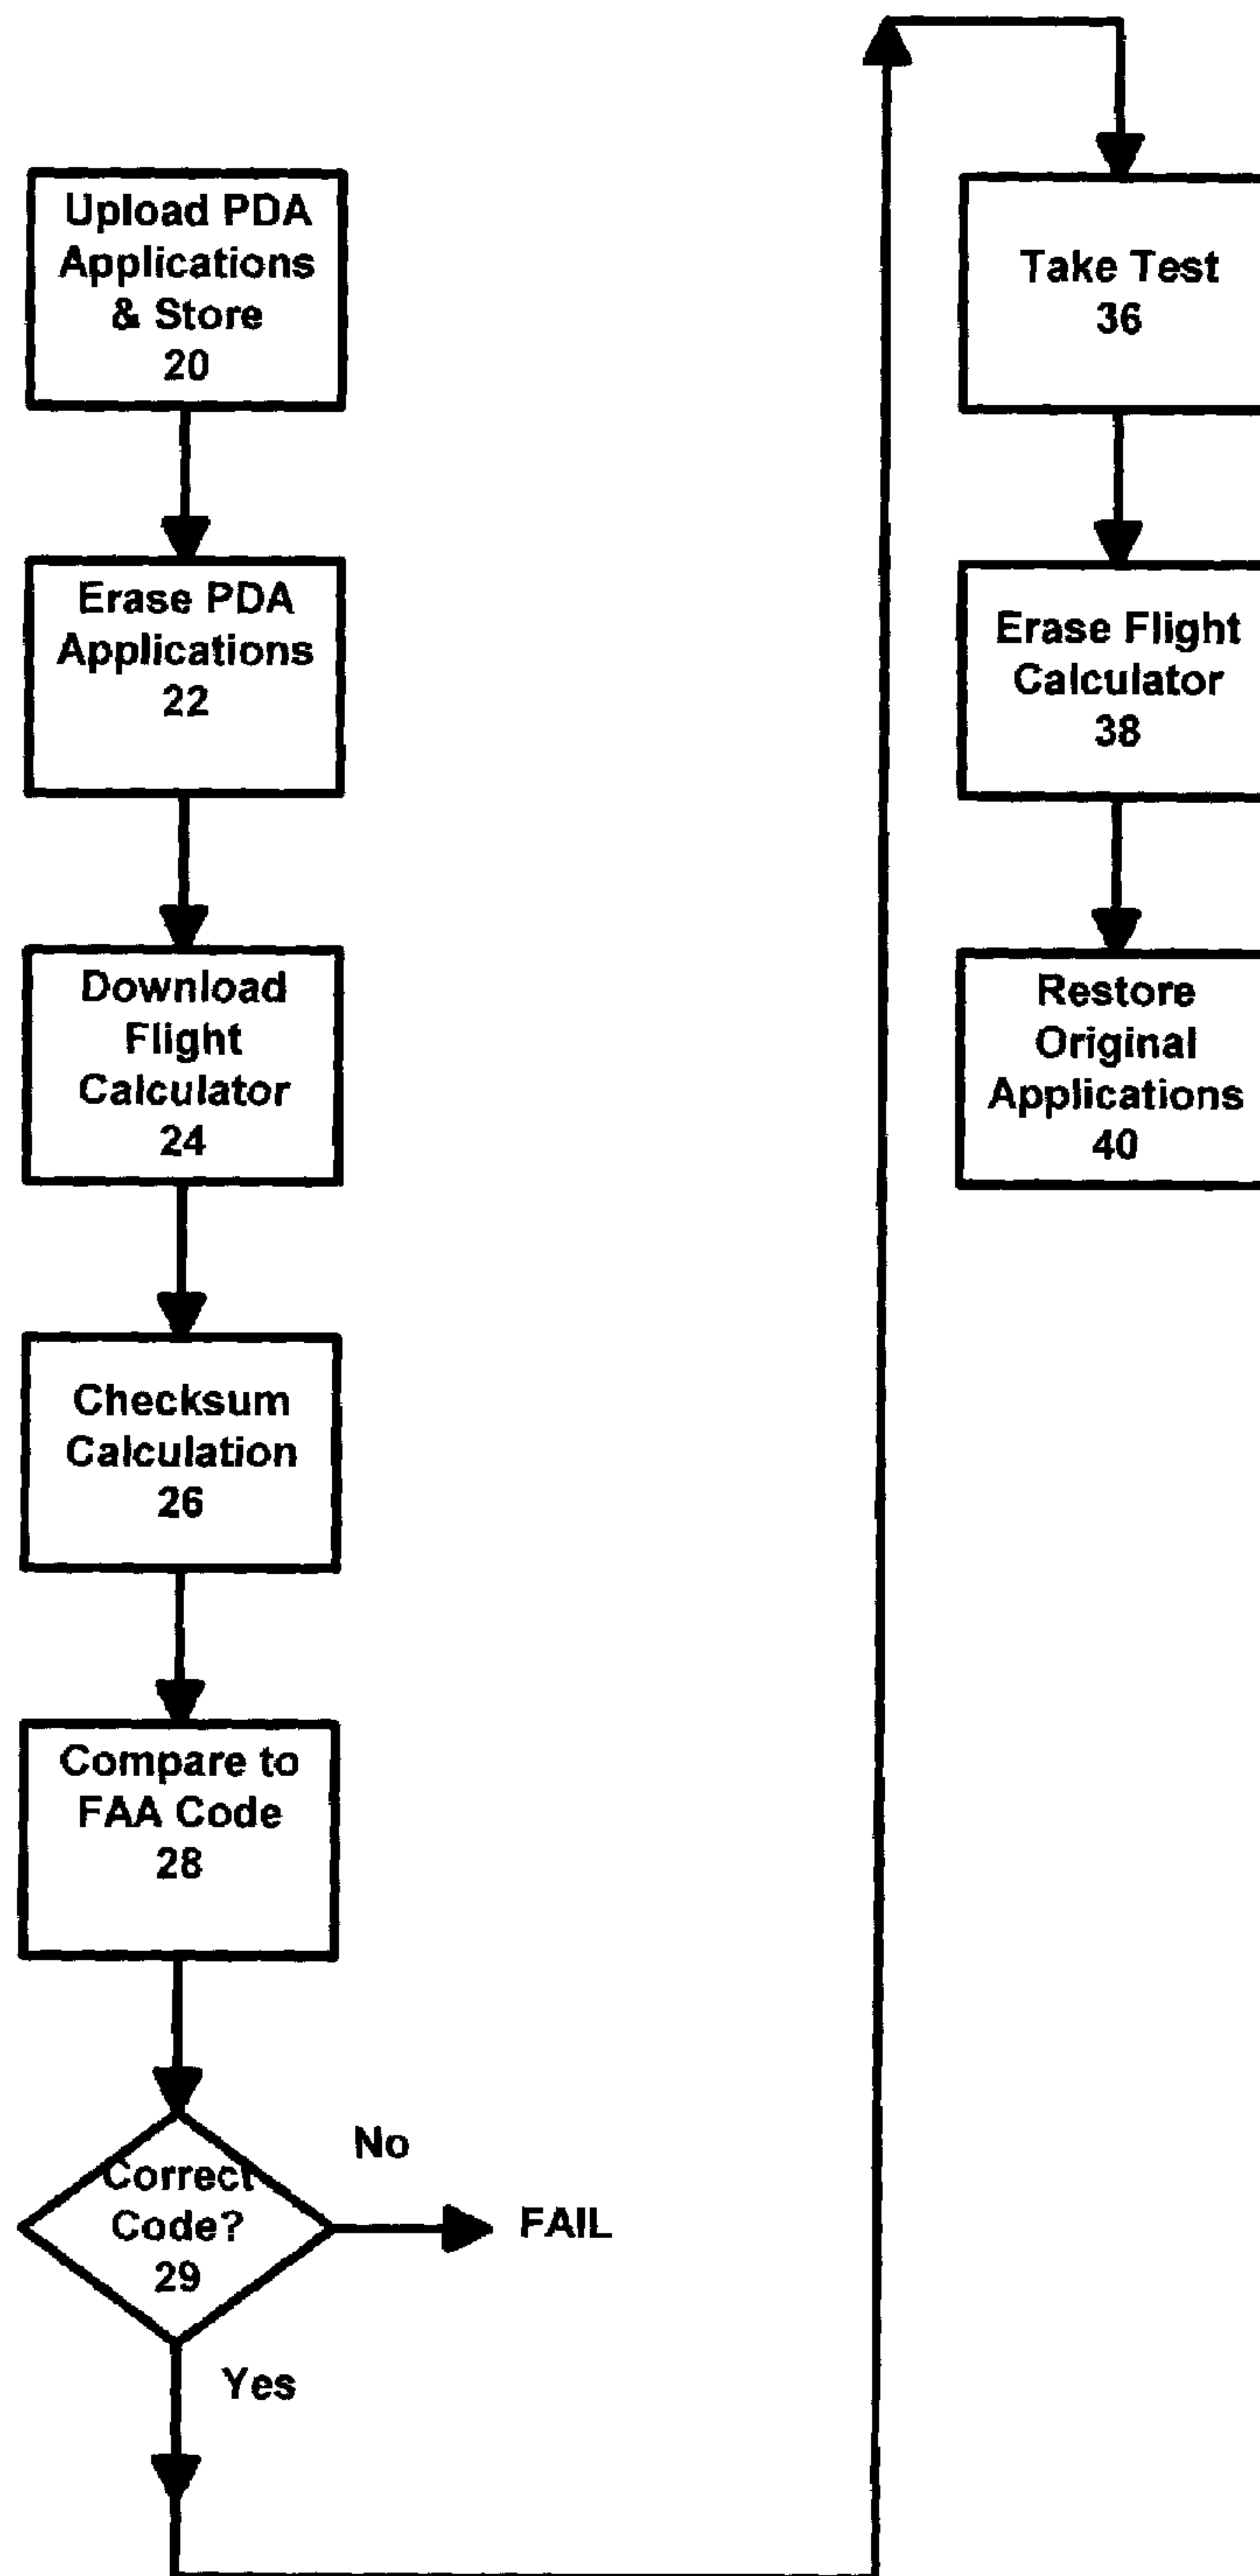 Upload PDA
Applications
& Store
20
Erase PDA
Applications
22
Download
Flight
Calculator
24
Checksum
Calculation
26
Compare to
FAA Code
28
Correct
Code?
29
No
FAIL
Yes
Take Test
36
Erase Flight
Calculator
38
Restore
Original
Applications
40